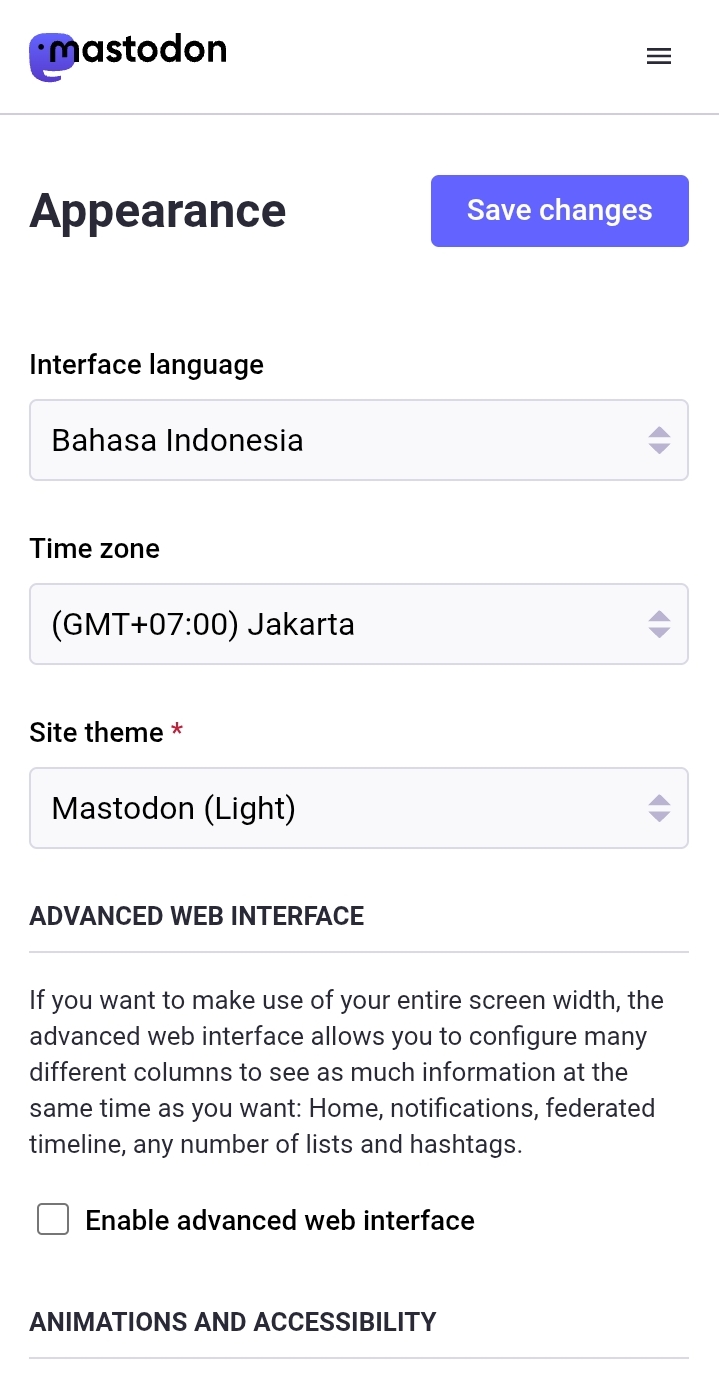 mastodon
Appearance
Save changes
Interface language
Bahasa Indonesia
Time zone
(GMT+07:00) Jakarta
Site theme *
Mastodon (Light)
ADVANCED WEB INTERFACE
If you want to make use of your entire screen width, the
advanced web interface allows you to configure many
different columns to see as much information at the
same time as you want: Home, notifications, federated
timeline, any number of lists and hashtags.
Enable advanced web interface
ANIMATIONS AND ACCESSIBILITY